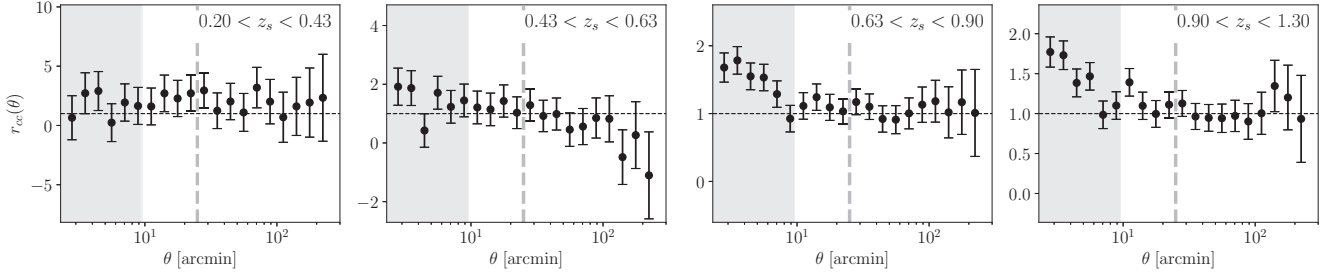 0.20 < z_s < 0.43
0.43 < z_s < 0.63
0.63 < z_s < 0.90
0.90 < z_s < 1.30
r_cc(θ)
10
5
0
−5
4
2
0
−2
2
1
0
2.0
1.5
1.0
0.5
0.0
10^1 10^2
10^1 10^2
10^1 10^2
10^1 10^2
θ [arcmin]
θ [arcmin]
θ [arcmin]
θ [arcmin]